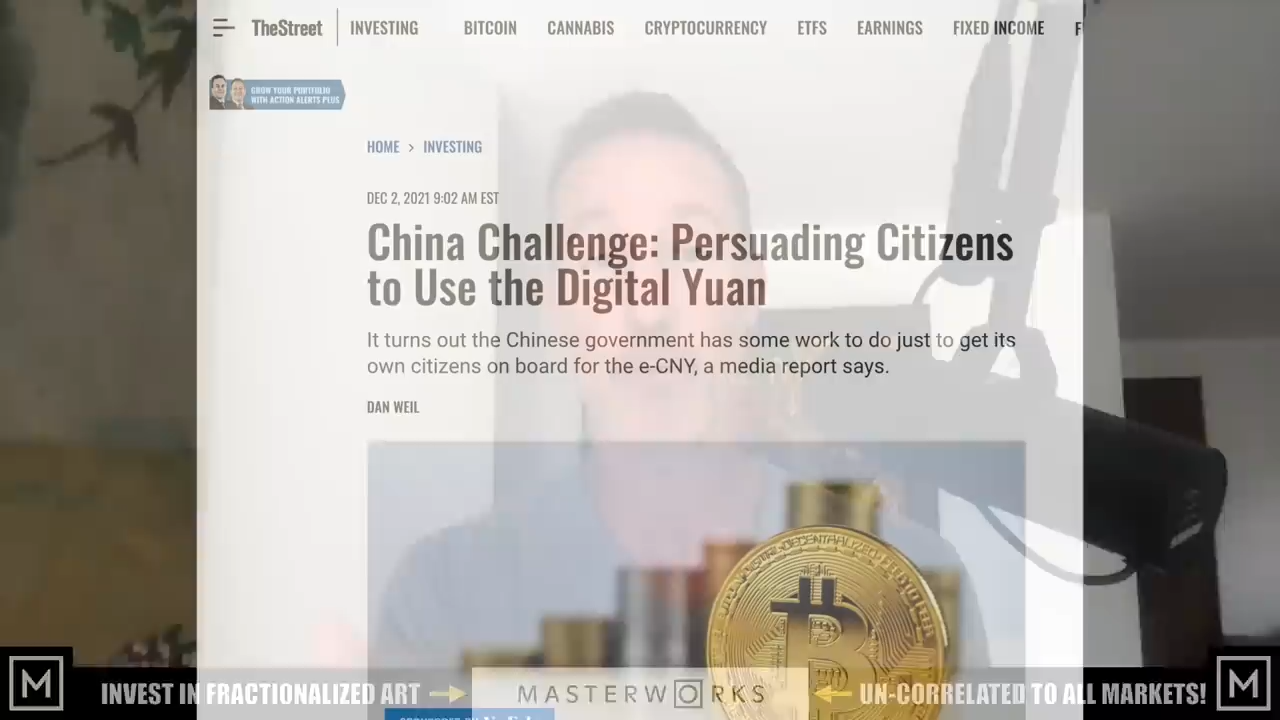 TheStreet INVESTING BITCOIN CANNABIS CRYPTOCURRENCY ETFS EARNINGS FIXED INCOME
GROW YOUR PORTFOLIO
WITH ACTION ALERTS PLUS
HOME > INVESTING
DEC 2, 2021 9:02 AM EST
China Challenge: Persuading Citizens
to Use the Digital Yuan
It turns out the Chinese government has some work to do just to get its
own citizens on board for the e-CNY, a media report says.
DAN WEIL
DECENTRALIZED
M INVEST IN FRACTIONALIZED ART → MASTERWORKS ← UN-CORRELATED TO ALL MARKETS! M